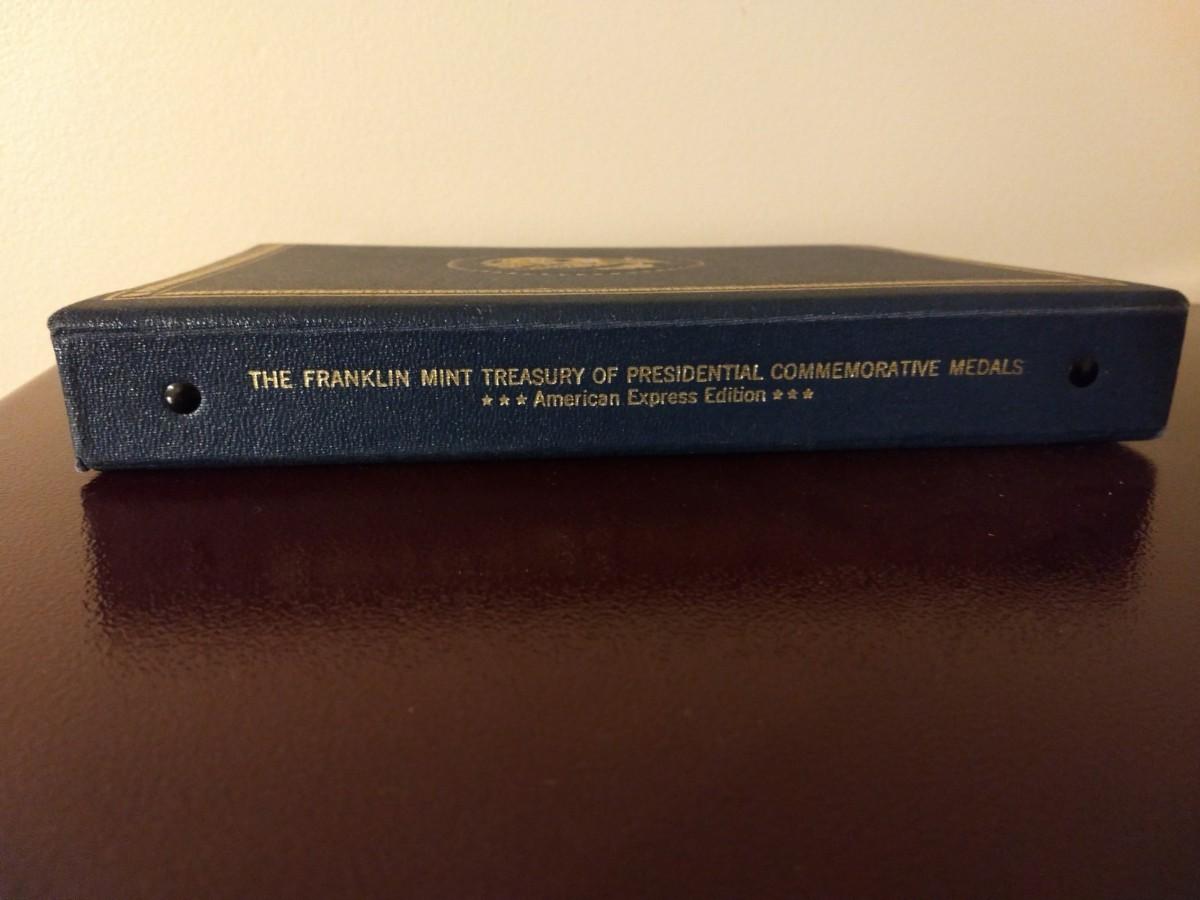 THE FRANKLIN MINT TREASURY OF PRESIDENTIAL COMMEMORATIVE MEDALS
★ ★ ★ American Express Edition ★ ★ ★